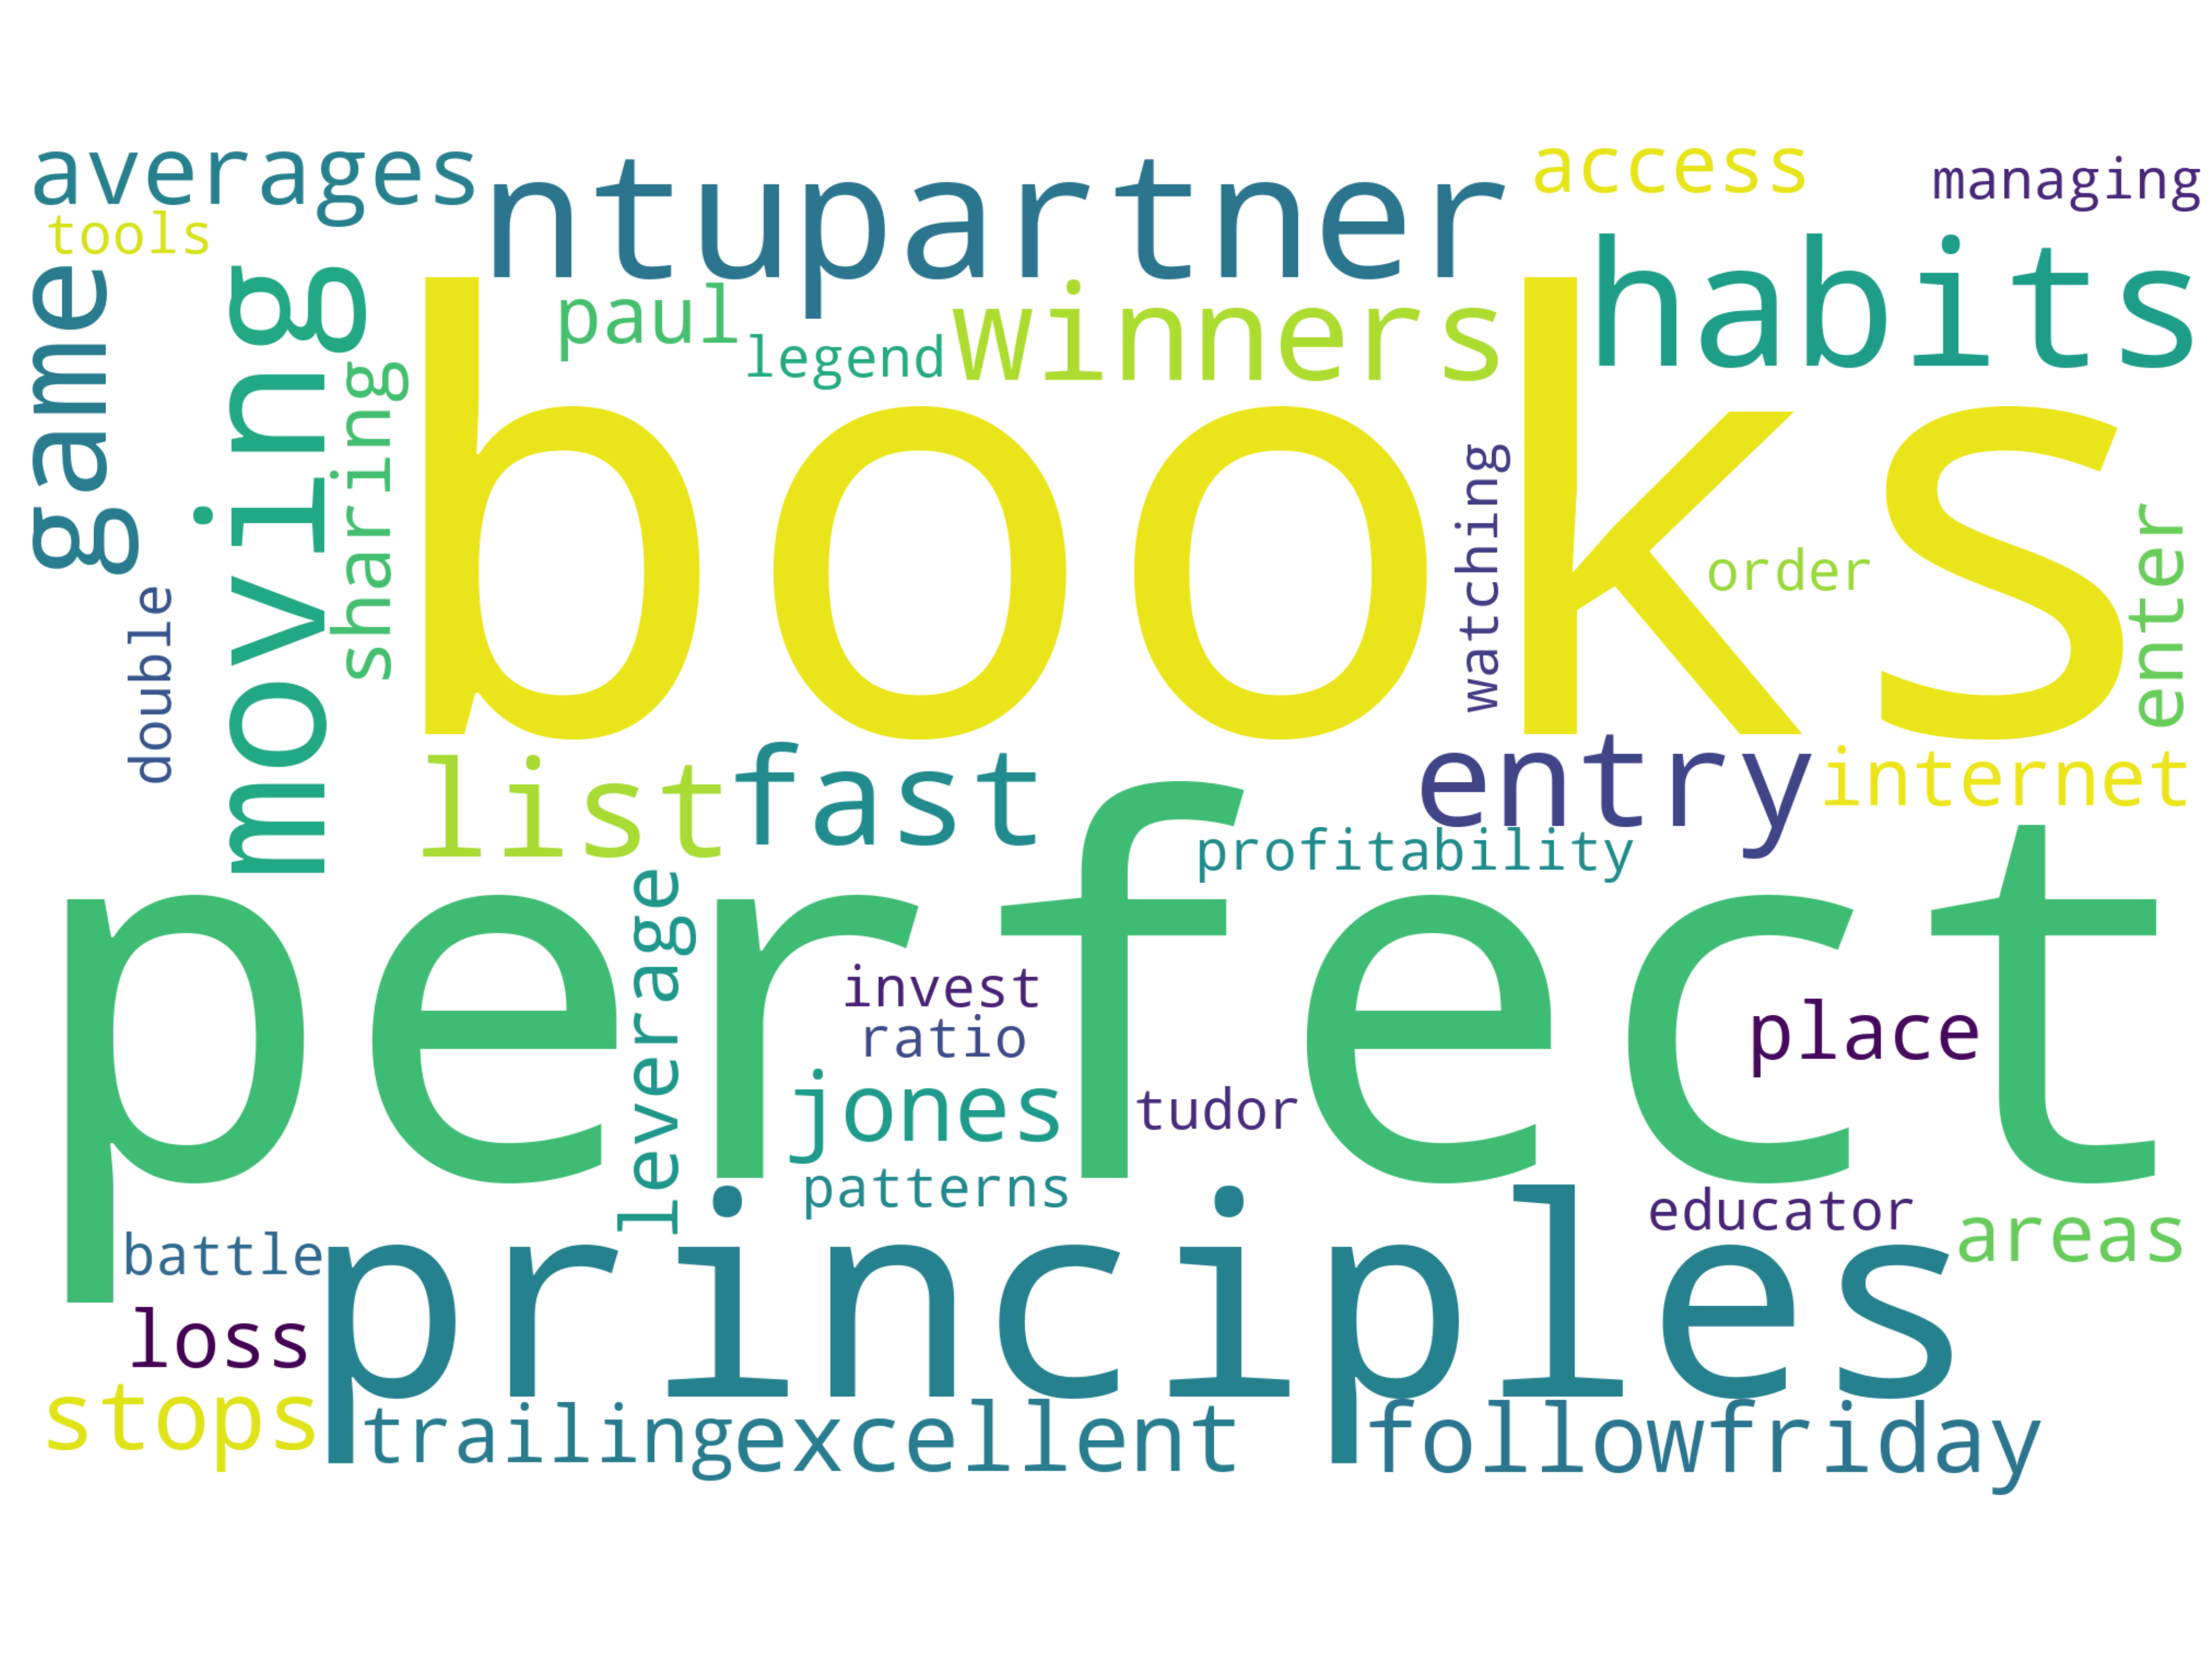 averages
ntupartner
access
managing
tools
habits
game
moving
paul
winners
legend
sharing
books
watching
order
enter
double
list
fast
entry
internet
profitability
perfect
leverage
invest
ratio
place
jones
tudor
patterns
principles
educator
areas
battle
loss
stops
trailing
excellent
followfriday